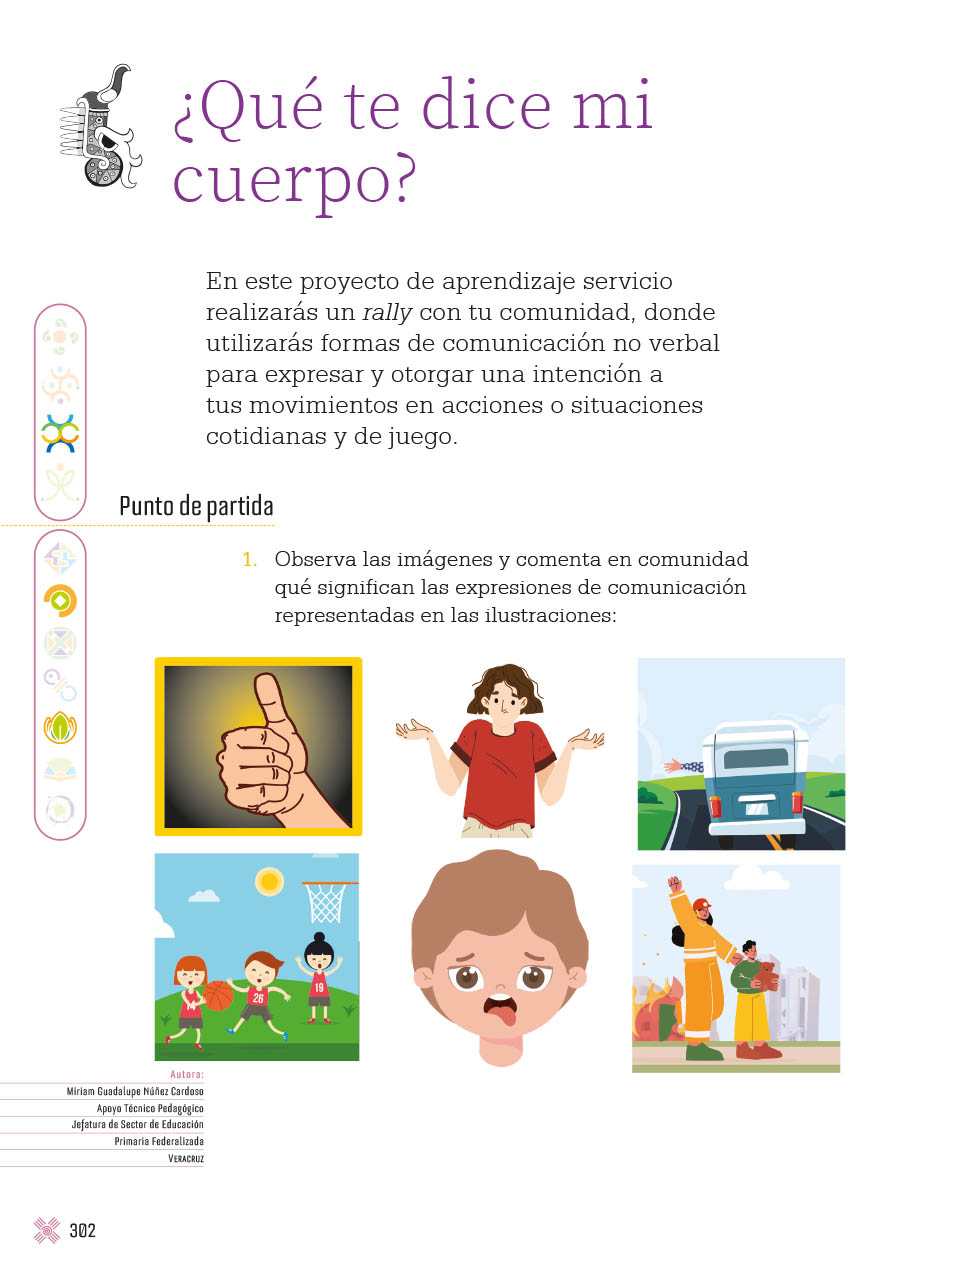 ¿Qué te dice mi
cuerpo?
En este proyecto de aprendizaje servicio
realizarás un rally con tu comunidad, donde
utilizarás formas de comunicación no verbal
para expresar y otorgar una intención a
tus movimientos en acciones o situaciones
cotidianas y de juego.
Punto de partida
1. Observa las imágenes y comenta en comunidad
qué significan las expresiones de comunicación
representadas en las ilustraciones:
14
26
19
Autora:
Miriam Guadalupe Núñez Cardoso
Apoyo Técnico Pedagógico
Jefatura de Sector de Educación
Primaria Federalizada
Veracruz
302